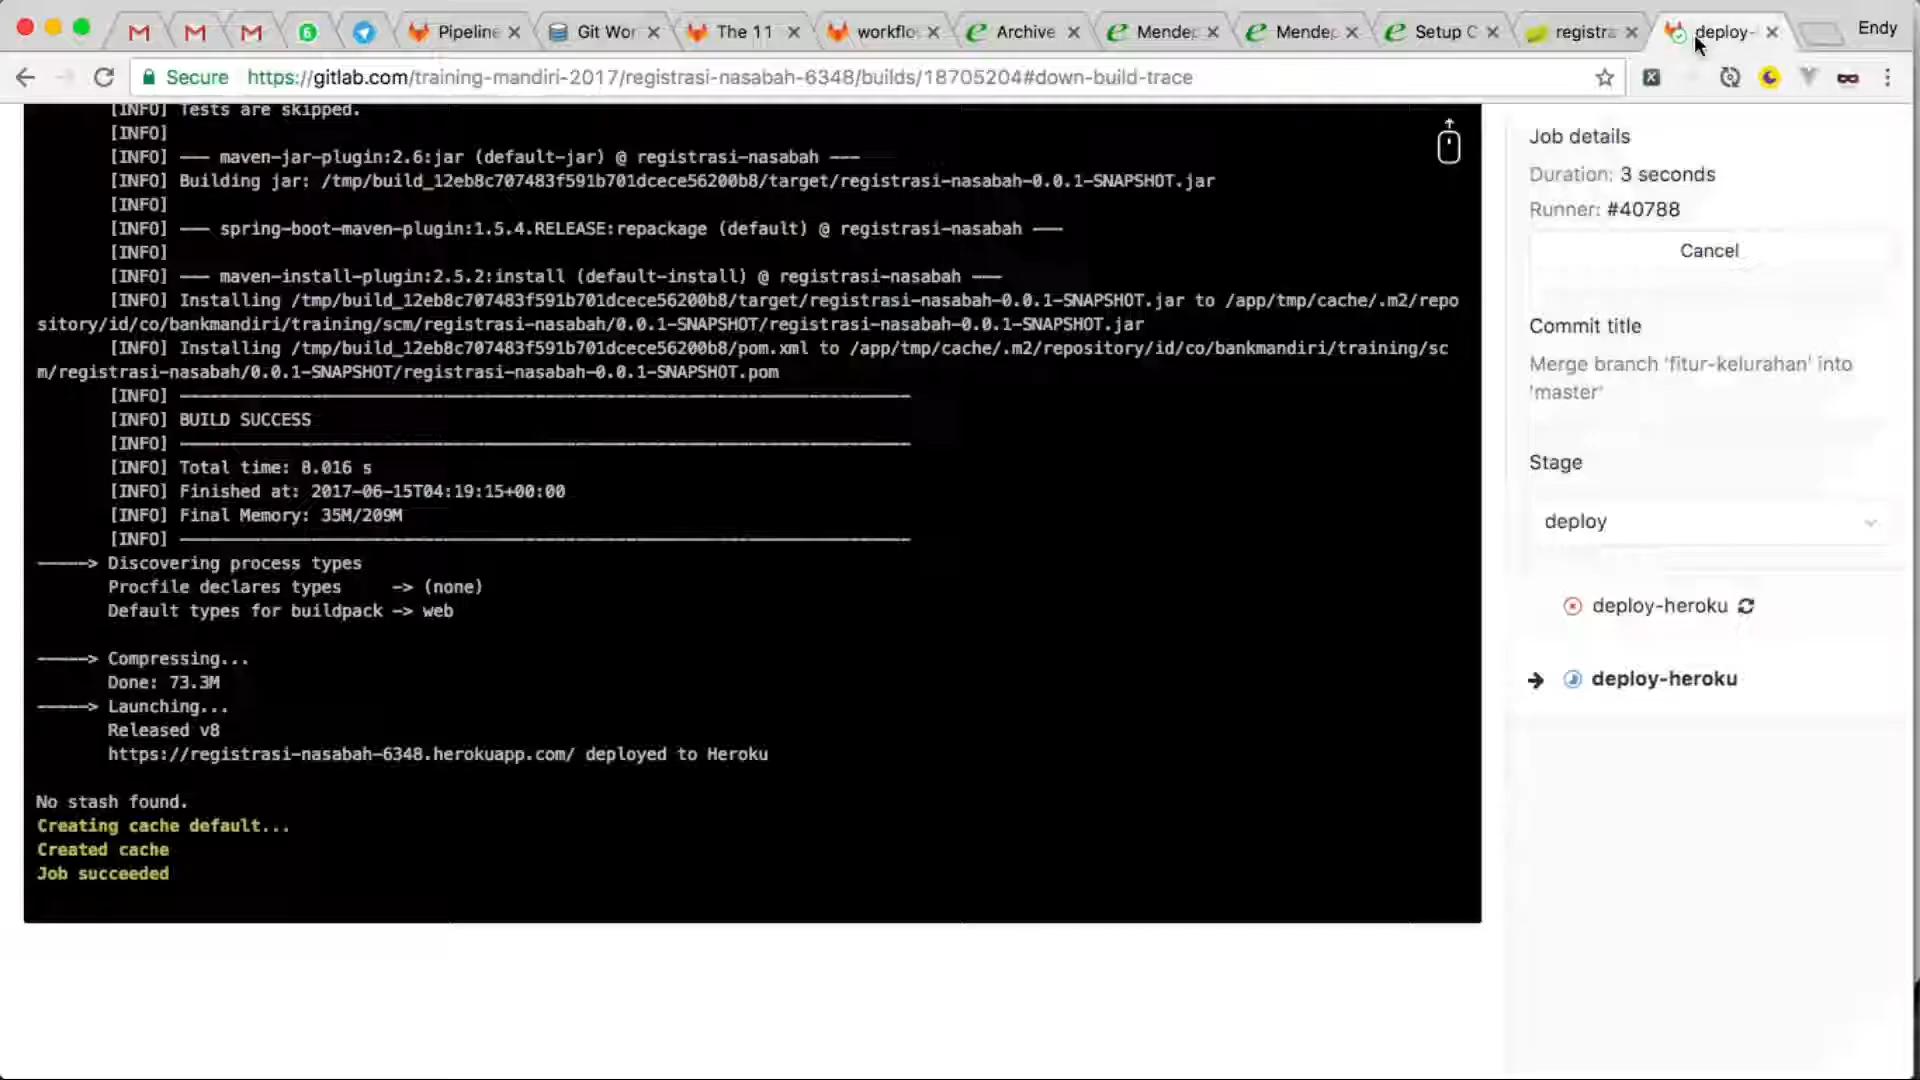 Pipeline
Git Wor
The 11
workflo
Archive
Mendep
Mendep
Setup C
registra
deploy-
Endy
Secure
https://gitlab.com/training-mandiri-2017/registrasi-nasabah-6348/builds/18705204#down-build-trace
[INFO] Tests are skipped.
[INFO]
[INFO] --- maven-jar-plugin:2.6:jar (default-jar) @ registrasi-nasabah ---
[INFO] Building jar: /tmp/build_12eb8c707483f591b701dcece56200b8/target/registrasi-nasabah-0.0.1-SNAPSHOT.jar
[INFO]
[INFO] --- spring-boot-maven-plugin:1.5.4.RELEASE:repackage (default) @ registrasi-nasabah ---
[INFO]
[INFO] --- maven-install-plugin:2.5.2:install (default-install) @ registrasi-nasabah ---
[INFO] Installing /tmp/build_12eb8c707483f591b701dcece56200b8/target/registrasi-nasabah-0.0.1-SNAPSHOT.jar to /app/tmp/cache/.m2/repo
sitory/id/co/bankmandiri/training/scm/registrasi-nasabah/0.0.1-SNAPSHOT/registrasi-nasabah-0.0.1-SNAPSHOT.jar
[INFO] Installing /tmp/build_12eb8c707483f591b701dcece56200b8/pom.xml to /app/tmp/cache/.m2/repository/id/co/bankmandiri/training/sc
m/registrasi-nasabah/0.0.1-SNAPSHOT/registrasi-nasabah-0.0.1-SNAPSHOT.pom
[INFO] ------------------------------------------------------------------------
[INFO] BUILD SUCCESS
[INFO] ------------------------------------------------------------------------
[INFO] Total time: 8.016 s
[INFO] Finished at: 2017-06-15T04:19:15+00:00
[INFO] Final Memory: 35M/209M
[INFO] ------------------------------------------------------------------------
-----> Discovering process types
Procfile declares types -> (none)
Default types for buildpack -> web
-----> Compressing...
Done: 73.3M
-----> Launching...
Released v8
https://registrasi-nasabah-6348.herokuapp.com/ deployed to Heroku
No stash found.
Creating cache default...
Created cache
Job succeeded
Job details
Duration: 3 seconds
Runner: #40788
Cancel
Commit title
Merge branch 'fitur-kelurahan' into
'master'
Stage
deploy
deploy-heroku
deploy-heroku